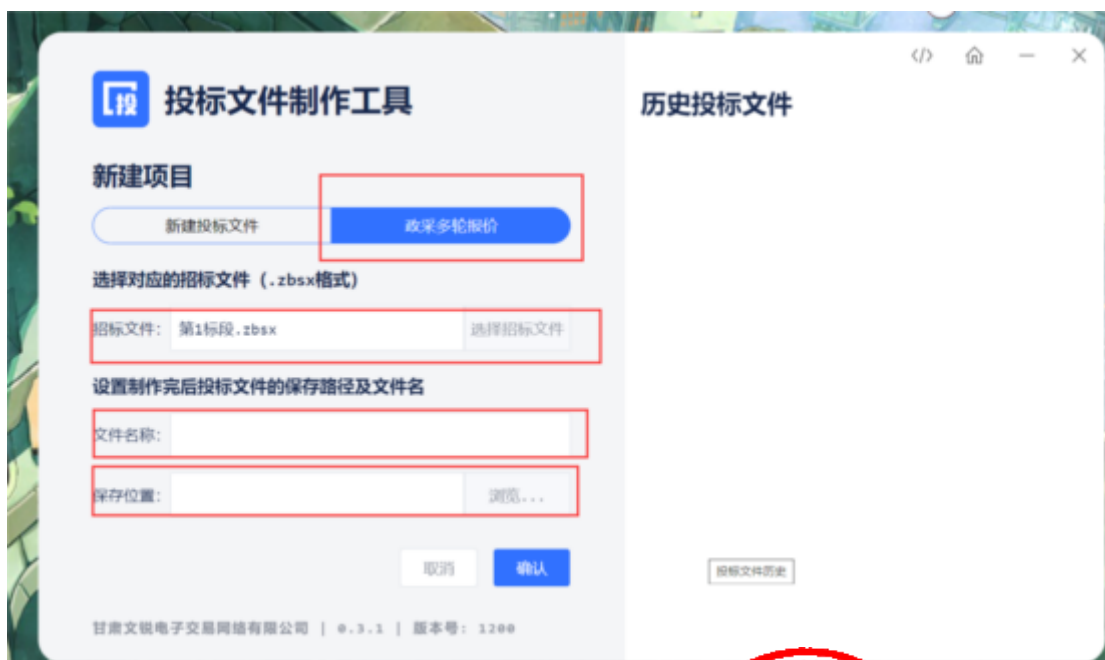 投标文件制作工具
新建项目
新建投标文件 政采多轮报价
选择对应的招标文件（.zbsx格式）
招标文件： 第1标段.zbsx 选择招标文件
设置制作完后投标文件的保存路径及文件名
文件名称：
保存位置： 浏览...
取消 确认
甘肃文锐电子交易网络有限公司 | 0.3.1 | 版本号： 1200
</> 
历史投标文件
投标文件历史